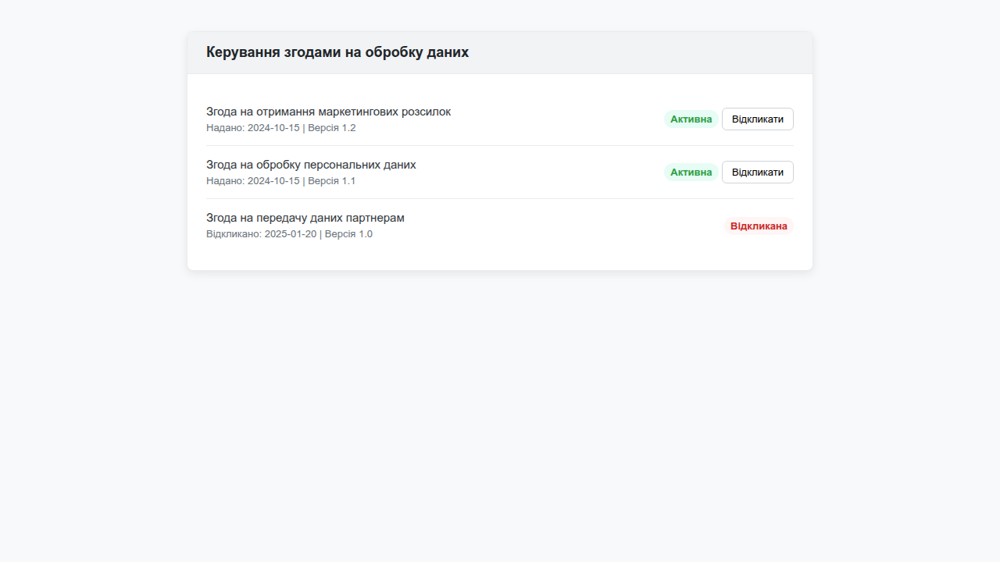 Керування згодами на обробку даних
Згода на отримання маркетингових розсилок
Надано: 2024-10-15 | Версія 1.2
Активна
Відкликати
Згода на обробку персональних даних
Надано: 2024-10-15 | Версія 1.1
Активна
Відкликати
Згода на передачу даних партнерам
Відкликано: 2025-01-20 | Версія 1.0
Відкликана